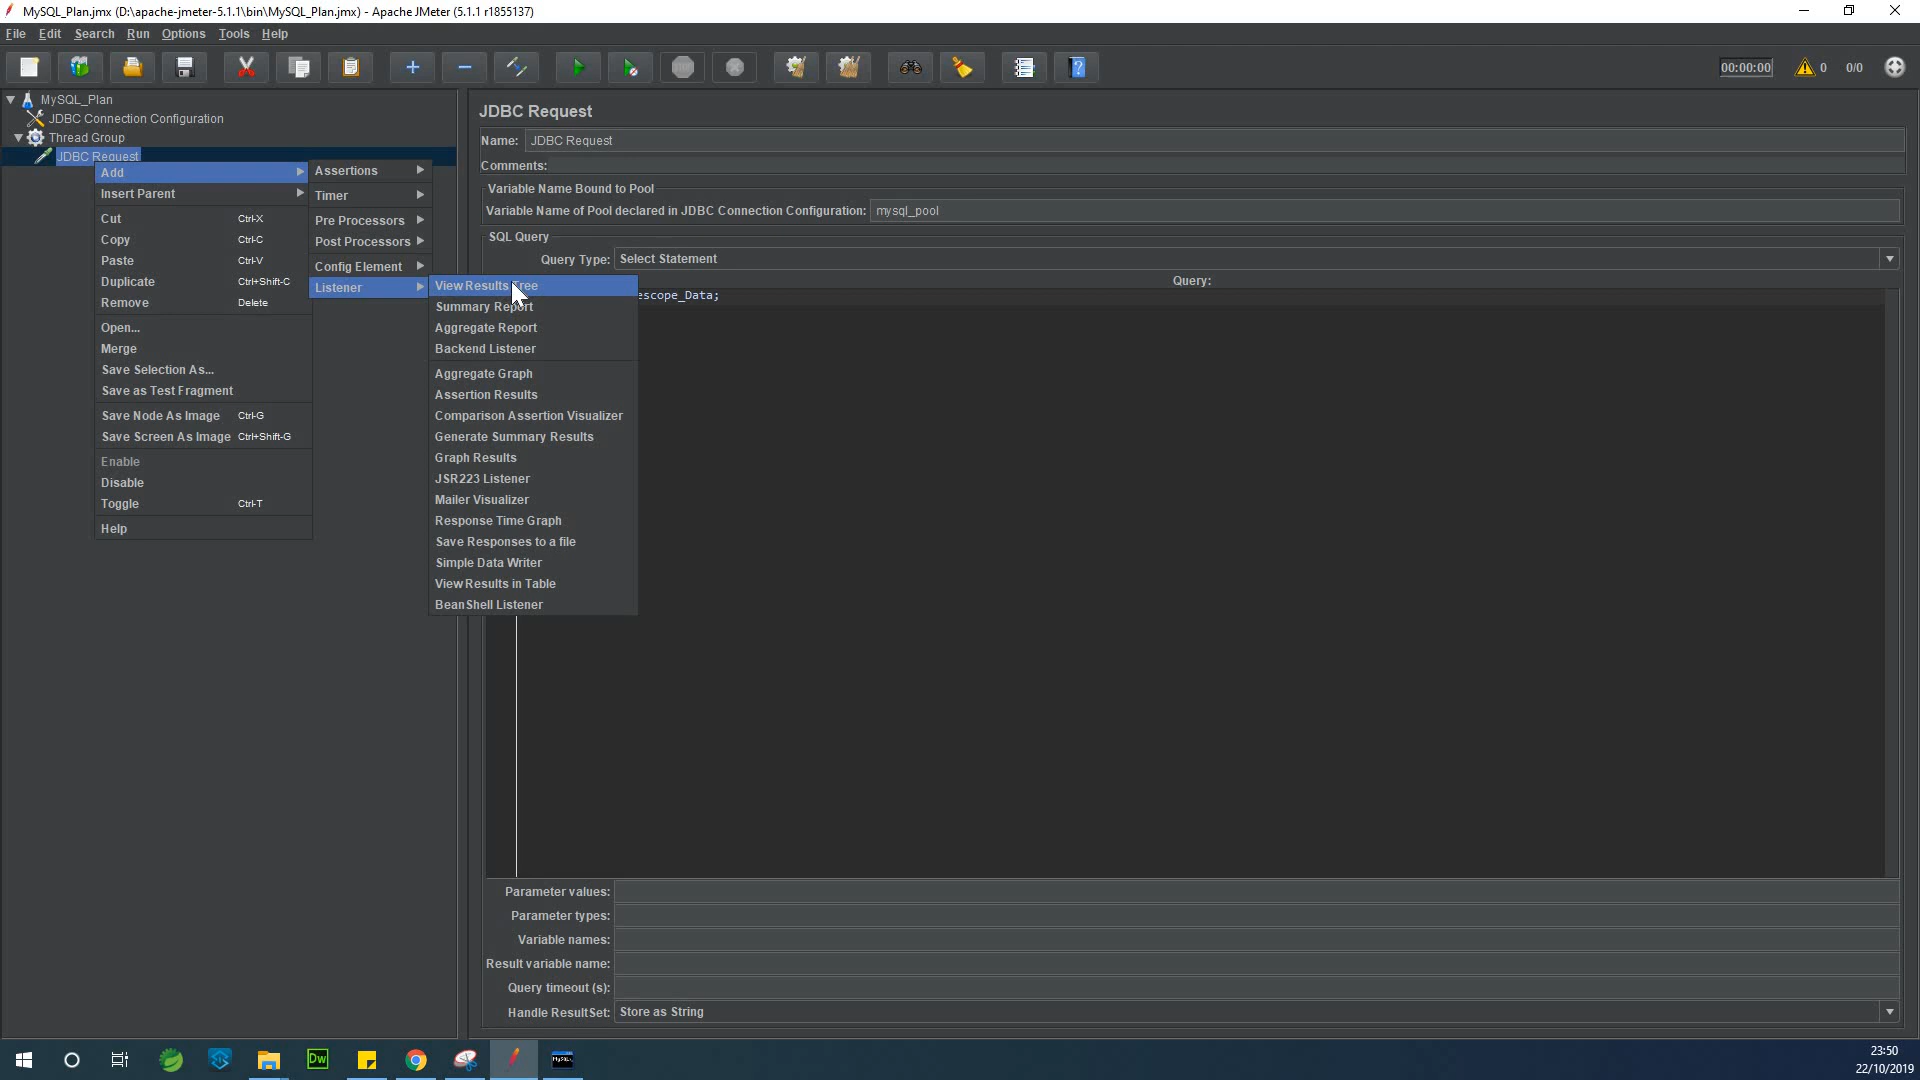 MySQL_Plan.jmx (D:\apache-jmeter-5.1.1\bin\MySQL_Plan.jmx) - Apache JMeter (5.1.1 r1855137)
File Edit Search Run Options Tools Help
00:00:00 0 0/0
MySQL_Plan
JDBC Connection Configuration
Thread Group
JDBC Request
Add
Insert Parent
Cut Ctrl-X
Copy Ctrl-C
Paste Ctrl-V
Duplicate Ctrl+Shift-C
Remove Delete
Open...
Merge
Save Selection As...
Save as Test Fragment
Save Node As Image Ctrl-G
Save Screen As Image Ctrl+Shift-G
Enable
Disable
Toggle Ctrl-T
Help
Assertions
Timer
Pre Processors
Post Processors
Config Element
Listener
View Results Tree
Summary Report
Aggregate Report
Backend Listener
Aggregate Graph
Assertion Results
Comparison Assertion Visualizer
Generate Summary Results
Graph Results
JSR223 Listener
Mailer Visualizer
Response Time Graph
Save Responses to a file
Simple Data Writer
View Results in Table
BeanShell Listener
JDBC Request
Name: JDBC Request
Comments:
Variable Name Bound to Pool
Variable Name of Pool declared in JDBC Connection Configuration: mysql_pool
SQL Query
Query Type: Select Statement
Query:
escope_Data;
Parameter values:
Parameter types:
Variable names:
Result variable name:
Query timeout (s):
Handle ResultSet: Store as String
Dw
MySQL
23:50
22/10/2019